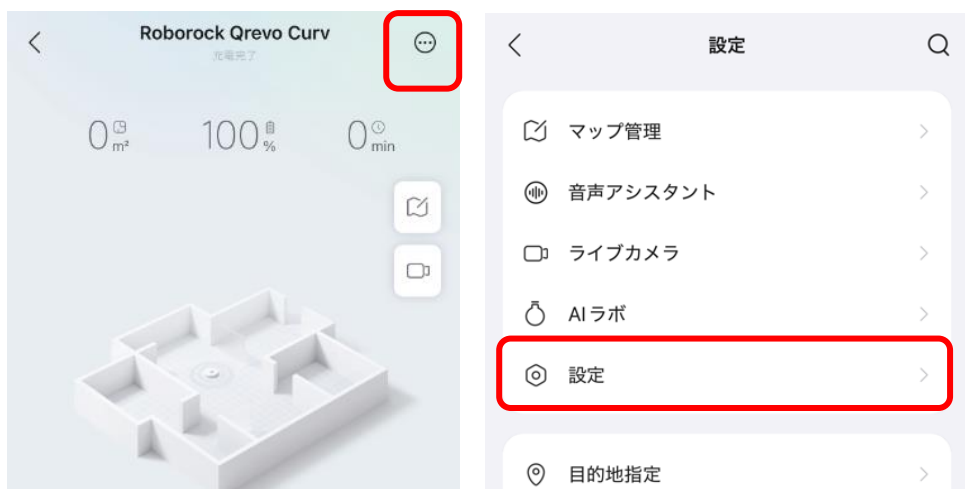 Roborock Qrevo Curv
充電完了
0 m²
100 %
0 min
設定
マップ管理
音声アシスタント
ライブカメラ
AIラボ
設定
目的地指定